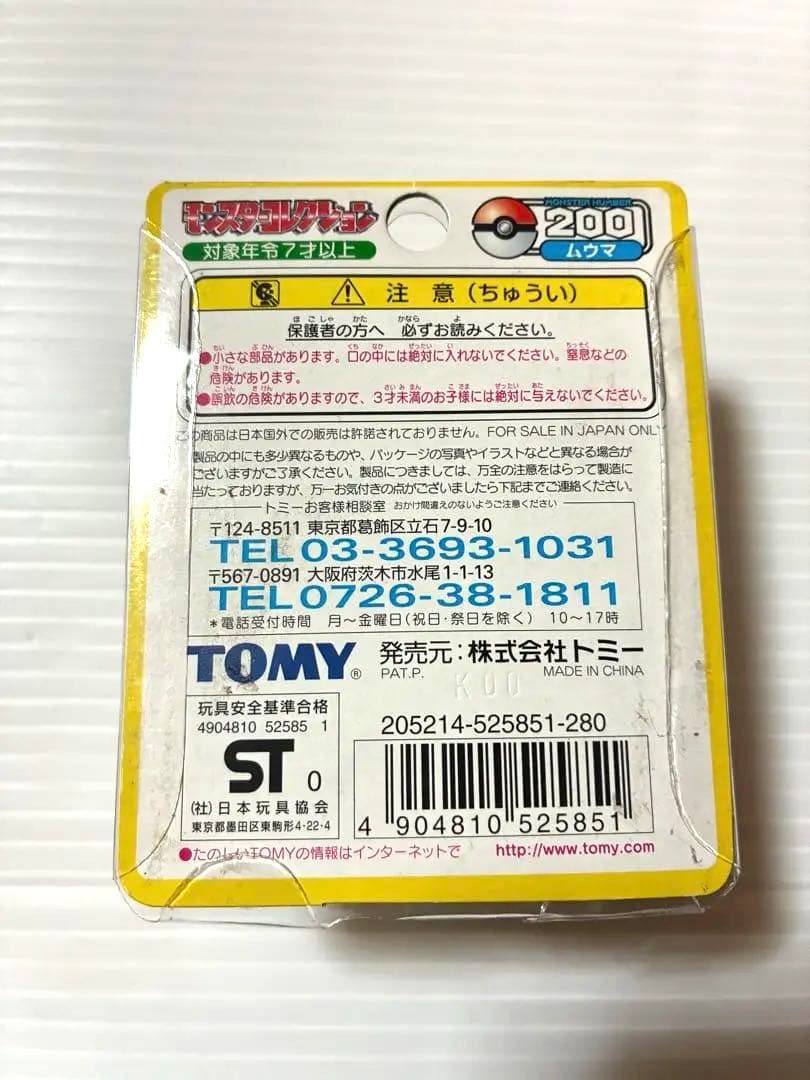 モンスターコレクション
対象年令7才以上
MONSTER NUMBER
200
ムウマ
注 意 (ちゅうい)
保護者の方へ 必ずお読みください。
●小さな部品があります。口の中には絶対に入れないでください。窒息などの
危険があります。
●誤飲の危険がありますので、3才未満のお子様には絶対に与えないでください。
この商品は日本国外での販売は許諾されておりません。FOR SALE IN JAPAN ONLY
製品の中にも多少異なるものや、パッケージの写真やイラストなどと異なる場合が
ございますがご了承ください。製品につきましては、万全の注意をはらって製造に
当たっておりますが、万一お気付きの点がございましたら下記までご連絡ください。
トミーお客様相談室 おかけ間違えのないようご注意ください
〒124-8511 東京都葛飾区立石7-9-10
TEL 03-3693-1031
〒567-0891 大阪府茨木市水尾1-1-13
TEL 0726-38-1811
*電話受付時間 月~金曜日(祝日・祭日を除く) 10~17時
TOMY® 発売元:株式会社トミー
PAT.P. K00 MADE IN CHINA
玩具安全基準合格
4904810 52585 1
ST 0
(社)日本玩具協会
東京都墨田区東駒形4-22-4
205214-525851-280
4 904810 525851
●たのしいTOMYの情報はインターネットで http://www.tomy.com